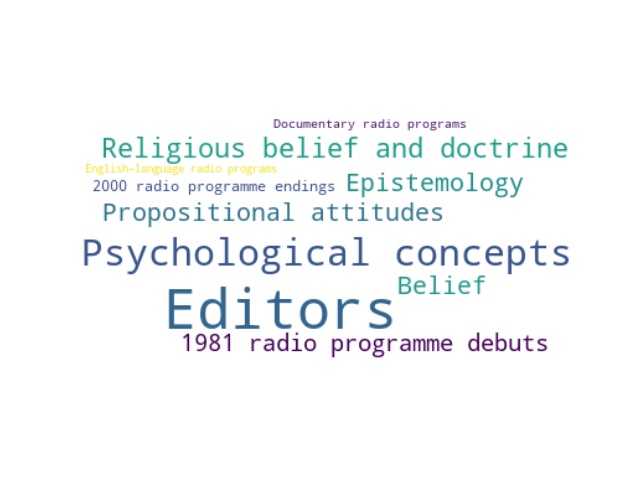 Documentary radio programs
Religious belief and doctrine
English-language radio programs
2000 radio programme endings
Epistemology
Propositional attitudes
Psychological concepts
Belief
Editors
1981 radio programme debuts